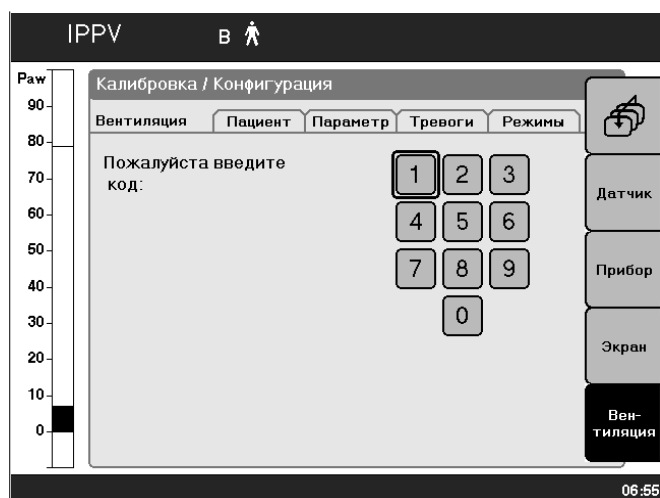 IPPV В
Paw
90
80
70
60
50
40
30
20
10
0
Калибровка / Конфигурация
Вентиляция Пациент Параметр Тревоги Режимы
Пожалуйста введите
код:
1 2 3
4 5 6
7 8 9
0
Датчик
Прибор
Экран
Вен-
тиляция
06:55